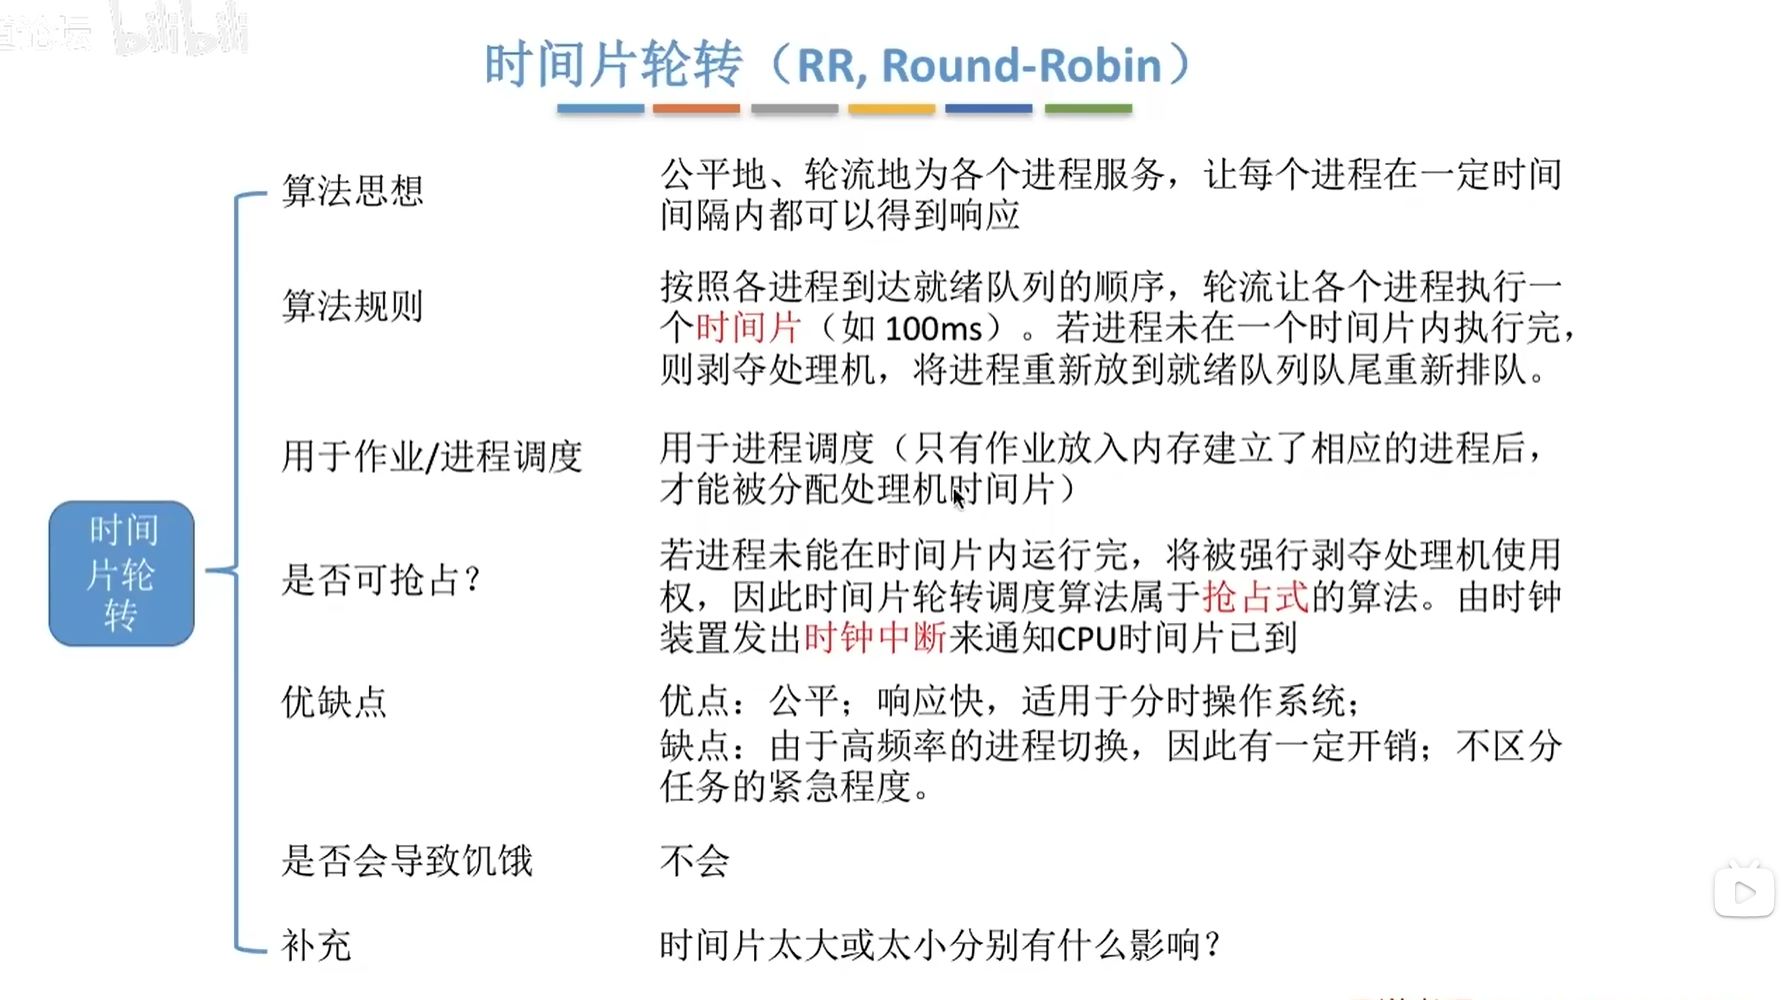 bilibili
时间片轮转（RR, Round-Robin）
算法思想
公平地、轮流地为各个进程服务，让每个进程在一定时间
间隔内都可以得到响应
算法规则
按照各进程到达就绪队列的顺序，轮流让各个进程执行一
个时间片（如 100ms）。若进程未在一个时间片内执行完，
则剥夺处理机，将进程重新放到就绪队列队尾重新排队。
用于作业/进程调度
用于进程调度（只有作业放入内存建立了相应的进程后，
才能被分配处理机时间片）
时间
片轮
转
是否可抢占？
若进程未能在时间片内运行完，将被强行剥夺处理机使用
权，因此时间片轮转调度算法属于抢占式的算法。由时钟
装置发出时钟中断来通知CPU时间片已到
优缺点
优点：公平；响应快，适用于分时操作系统；
缺点：由于高频率的进程切换，因此有一定开销；不区分
任务的紧急程度。
是否会导致饥饿
不会
补充
时间片太大或太小分别有什么影响？